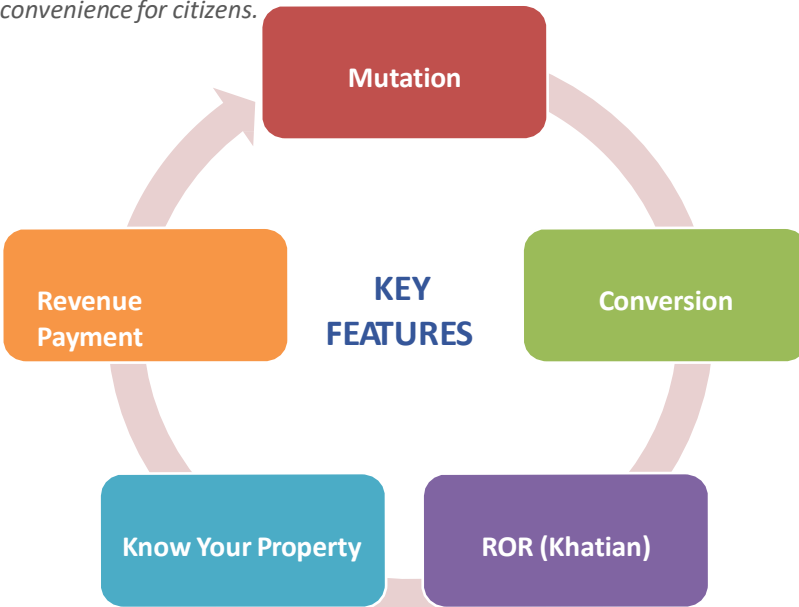 convenience for citizens.
Mutation
Conversion
ROR (Khatian)
Know Your Property
Revenue
Payment
KEY
FEATURES